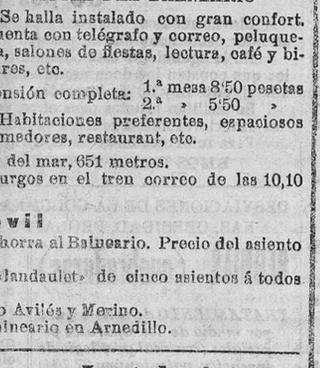 Se halla instalado con gran confort.
enta con telégrafo y correo, peluque-
, salones de fiestas, lectura, café y bi-
res, etc.
ensión completa: 1.ª mesa 8'50 pesetas
2.ª » 5'50 »
Habitaciones preferentes, espaciosos
medores, restaurant, etc.
del mar, 651 metros.
urgos en el tren correo de las 10,10
óvil
horra al Balneario. Precio del asiento
«landaulet» de cinco asientos á todos
o Avilés y Merino.
lneario en Arnedillo.